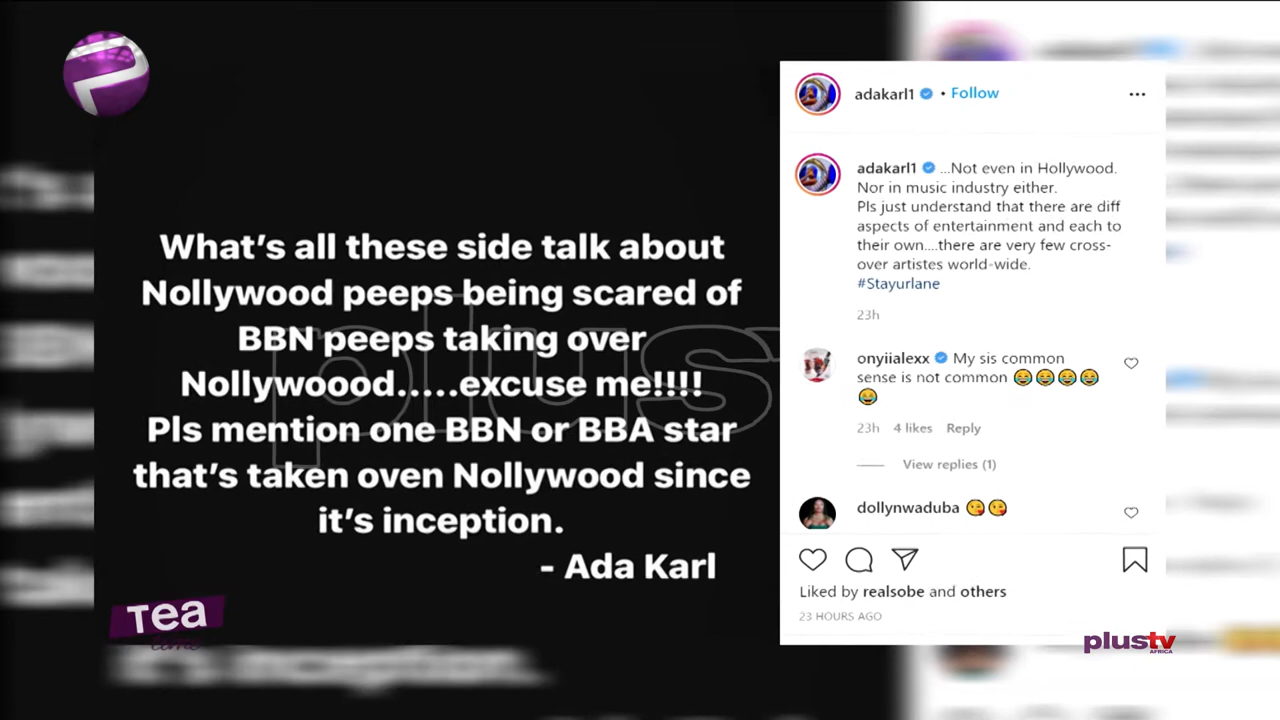 What's all these side talk about
Nollywood peeps being scared of
BBN peeps taking over
Nollywoood.....excuse me!!!!
Pls mention one BBN or BBA star
that's taken oven Nollywood since
it's inception.
- Ada Karl
plustv
Tea
time
adakarl1 • Follow
adakarl1 ...Not even in Hollywood.
Nor in music industry either.
Pls just understand that there are diff
aspects of entertainment and each to
their own....there are very few cross-
over artistes world-wide.
#Stayurlane
23h
onyiialexx My sis common
sense is not common 😂😂😂😂
😂
23h 4 likes Reply
View replies (1)
dollynwaduba 😘😘
Liked by realsobe and others
23 HOURS AGO
plustv
AFRICA